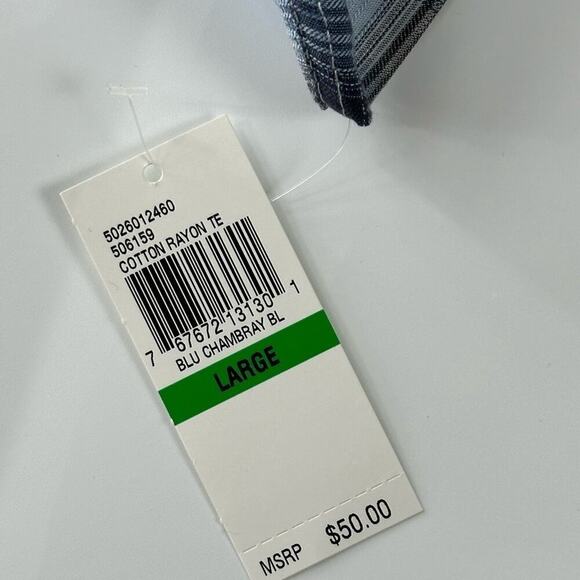 5026012460
506159
COTTON RAYON TE
7 67672 13130 1
BLU CHAMBRAY BL
LARGE
MSRP $50.00